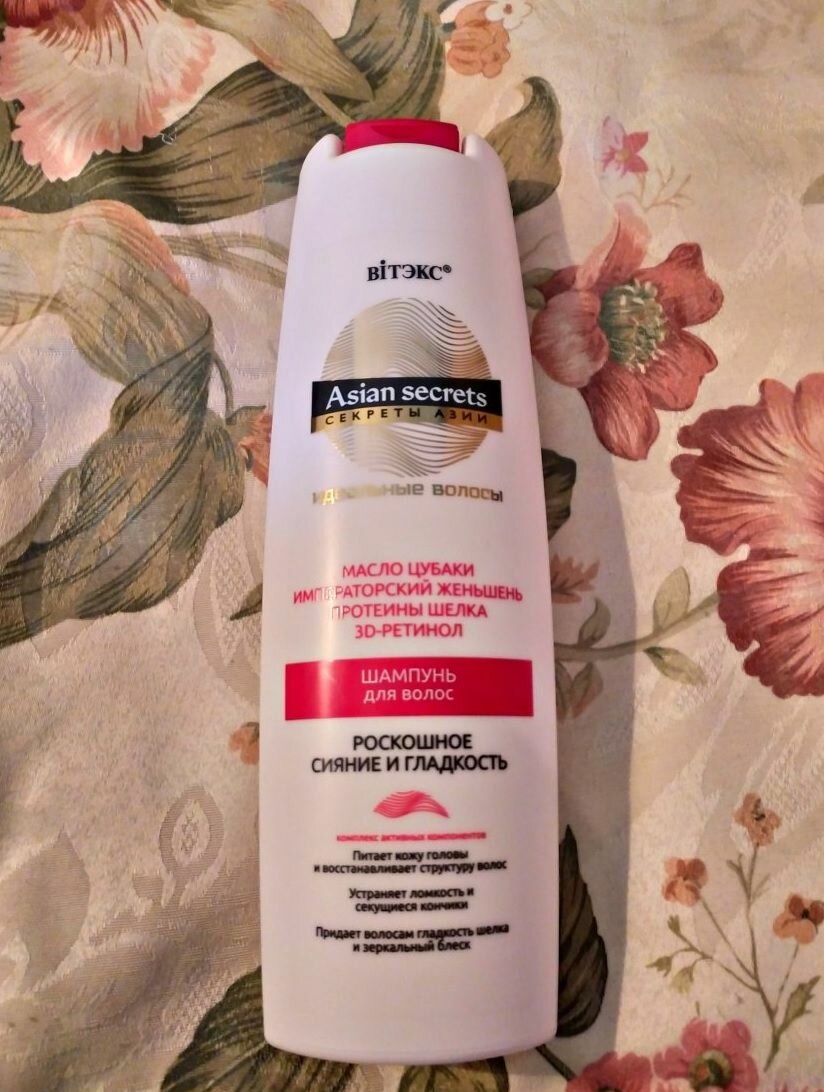 вітэкс®
Asian secrets
СЕКРЕТЫ АЗИИ
идеальные волосы
МАСЛО ЦУБАКИ
ИМПЕРАТОРСКИЙ ЖЕНЬШЕНЬ
ПРОТЕИНЫ ШЕЛКА
3D-РЕТИНОЛ
ШАМПУНЬ
для волос
РОСКОШНОЕ
СИЯНИЕ И ГЛАДКОСТЬ
комплекс активных компонентов
Питает кожу головы
и восстанавливает структуру волос
Устраняет ломкость и
секущиеся кончики
Придает волосам гладкость шелка
и зеркальный блеск